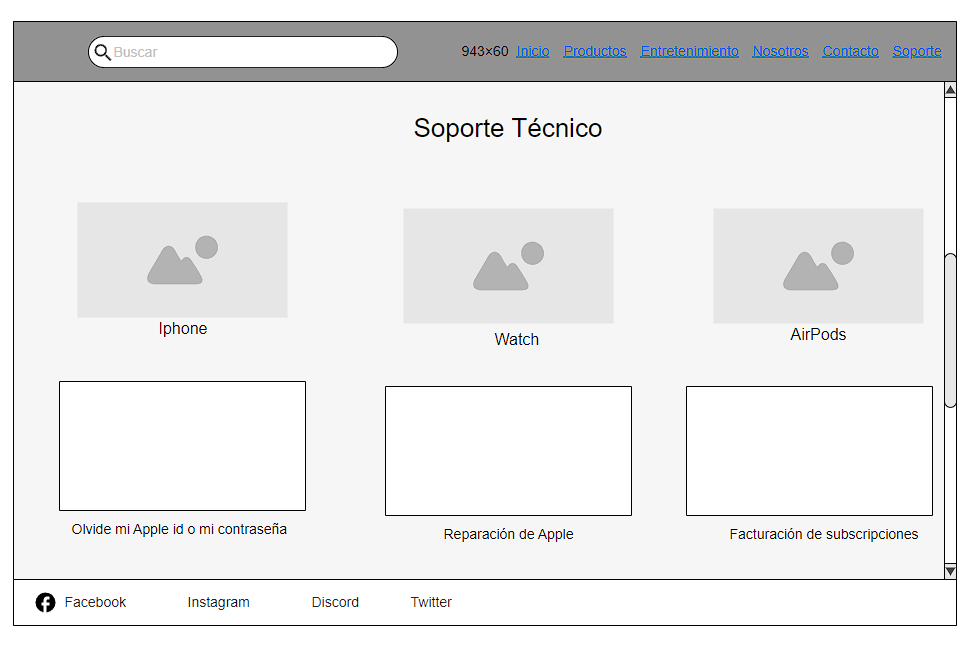 Buscar
943×60 Inicio Productos Entretenimiento Nosotros Contacto Soporte
Soporte Técnico
Iphone
Watch
AirPods
Olvide mi Apple id o mi contraseña
Reparación de Apple
Facturación de subscripciones
Facebook Instagram Discord Twitter